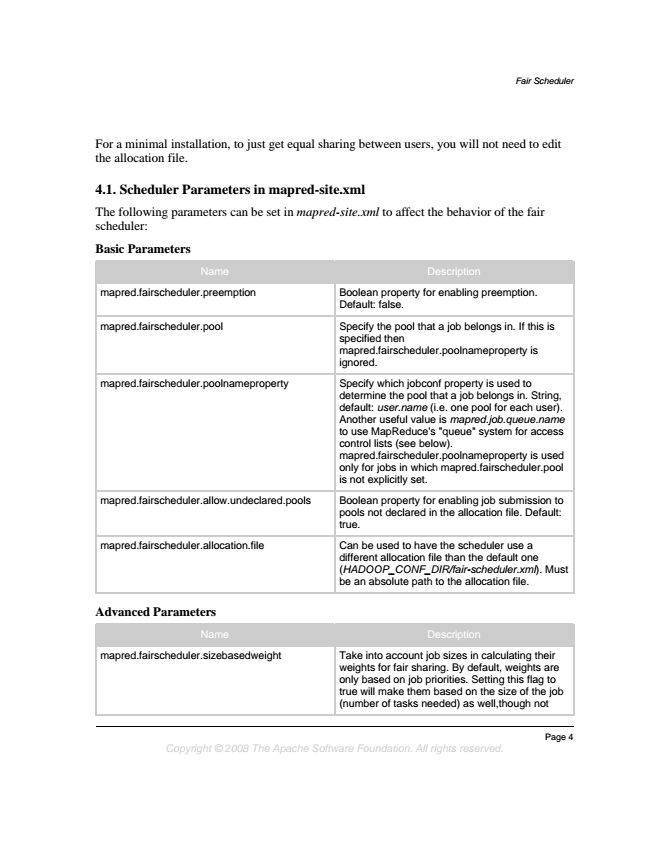 Fair Scheduler
For a minimal installation, to just get equal sharing between users, you will not need to edit
the allocation file.
4.1. Scheduler Parameters in mapred-site.xml
The following parameters can be set in mapred-site.xml to affect the behavior of the fair
scheduler:
Basic Parameters
Name
Description
mapred.fairscheduler.preemption
Boolean property for enabling preemption.
Default: false.
mapred.fairscheduler.pool
Specify the pool that a job belongs in. If this is
specified then
mapred.fairscheduler.poolnameproperty is
ignored.
mapred.fairscheduler.poolnameproperty
Specify which jobconf property is used to
determine the pool that a job belongs in. String,
default: user.name (i.e. one pool for each user).
Another useful value is mapred.job.queue.name
to use MapReduce's "queue" system for access
control lists (see below).
mapred.fairscheduler.poolnameproperty is used
only for jobs in which mapred.fairscheduler.pool
is not explicitly set.
mapred.fairscheduler.allow.undeclared.pools
Boolean property for enabling job submission to
pools not declared in the allocation file. Default:
true.
mapred.fairscheduler.allocation.file
Can be used to have the scheduler use a
different allocation file than the default one
(HADOOP_CONF_DIR/fair-scheduler.xml). Must
be an absolute path to the allocation file.
Advanced Parameters
Name
Description
mapred.fairscheduler.sizebasedweight
Take into account job sizes in calculating their
weights for fair sharing. By default, weights are
only based on job priorities. Setting this flag to
true will make them based on the size of the job
(number of tasks needed) as well,though not
Page 4
Copyright © 2008 The Apache Software Foundation. All rights reserved.